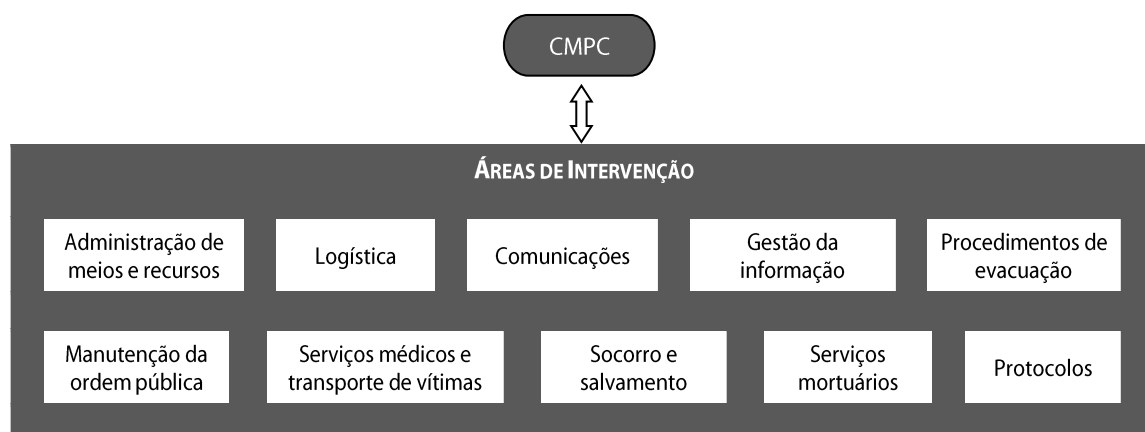 CMPC
ÁREAS DE INTERVENÇÃO
Administração de
meios e recursos
Logística
Comunicações
Gestão da
informação
Procedimentos de
evacuação
Manutenção da
ordem pública
Serviços médicos e
transporte de vítimas
Socorro e
salvamento
Serviços
mortuários
Protocolos